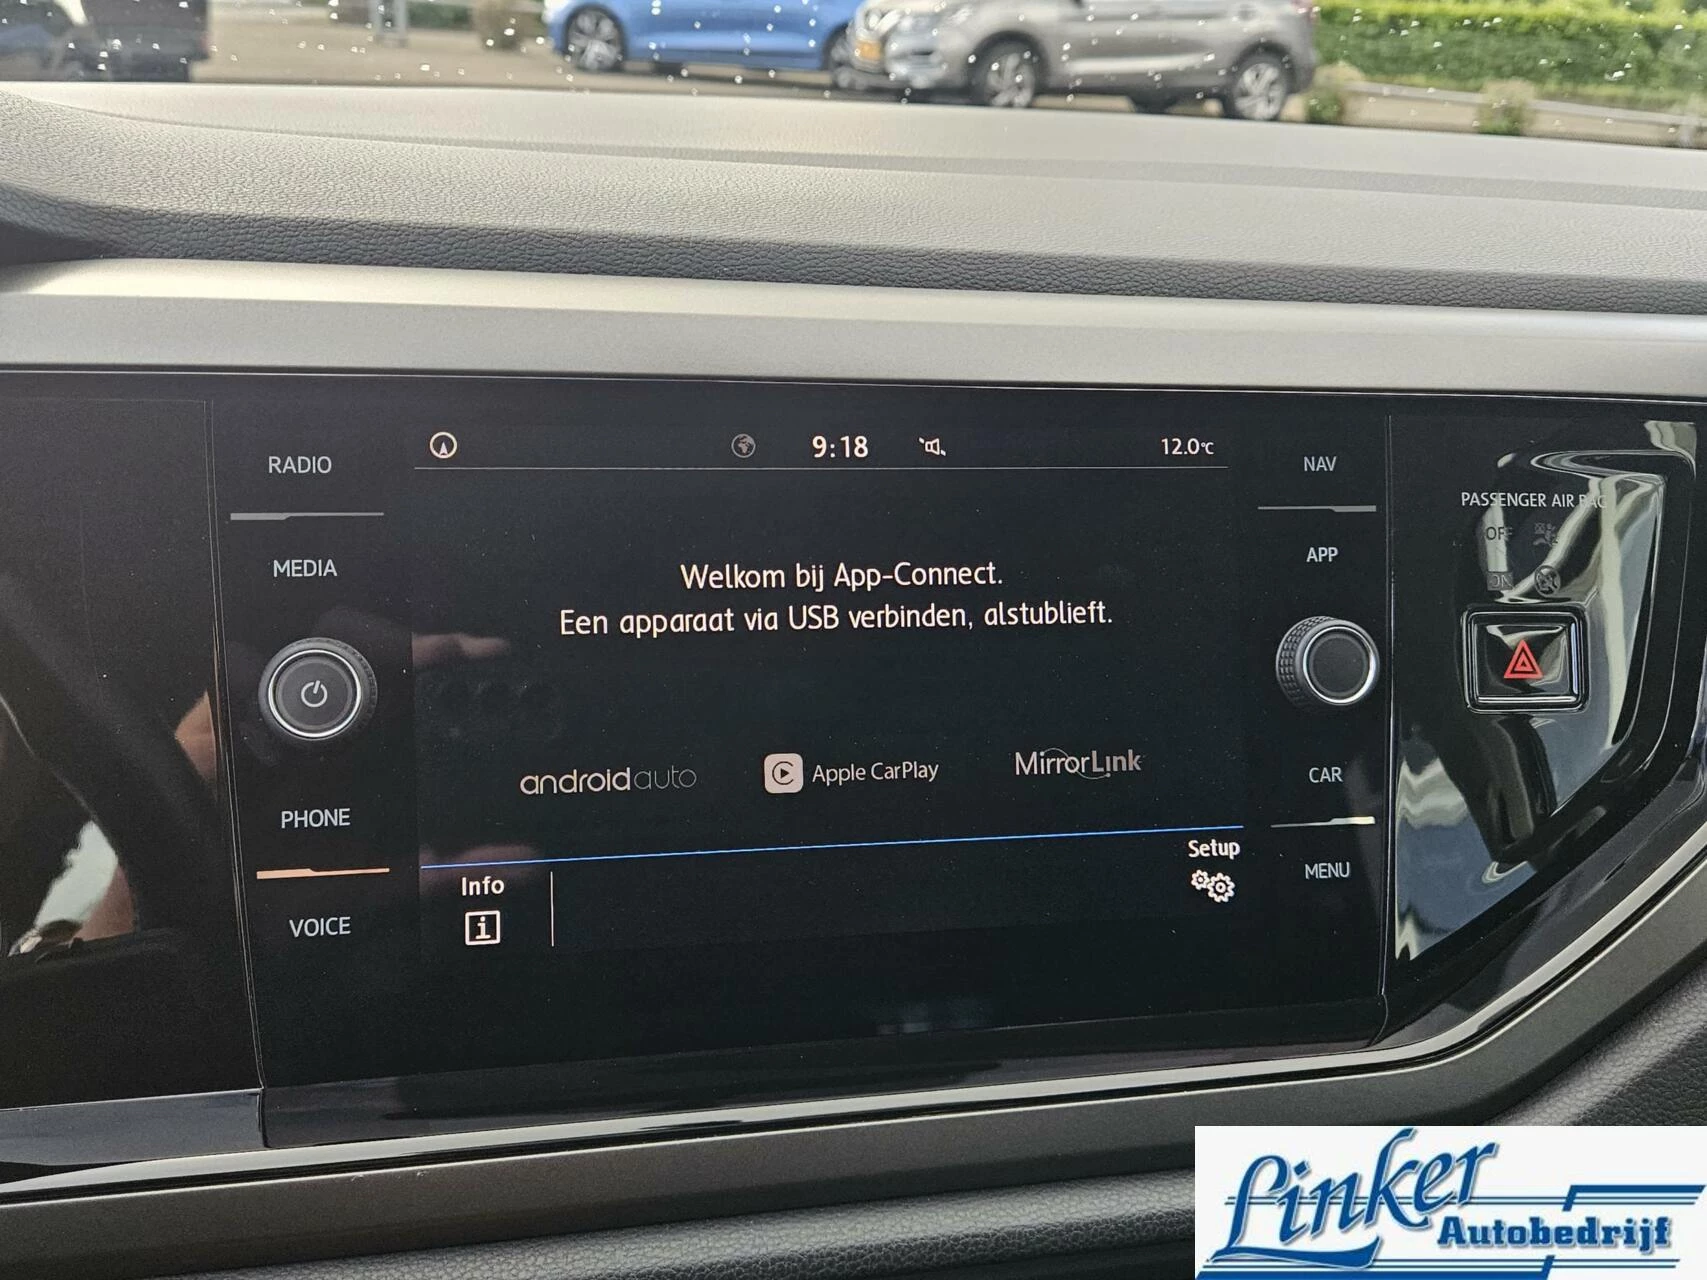 RADIO
MEDIA
PHONE
VOICE
9:18
12.0°C
Welkom bij App-Connect.
Een apparaat via USB verbinden, alstublieft.
androidauto
Apple CarPlay
MirrorLink
Info
Setup
NAV
APP
CAR
MENU
PASSENGER AIR BAG
OFF
ON
Linker
Autobedrijf